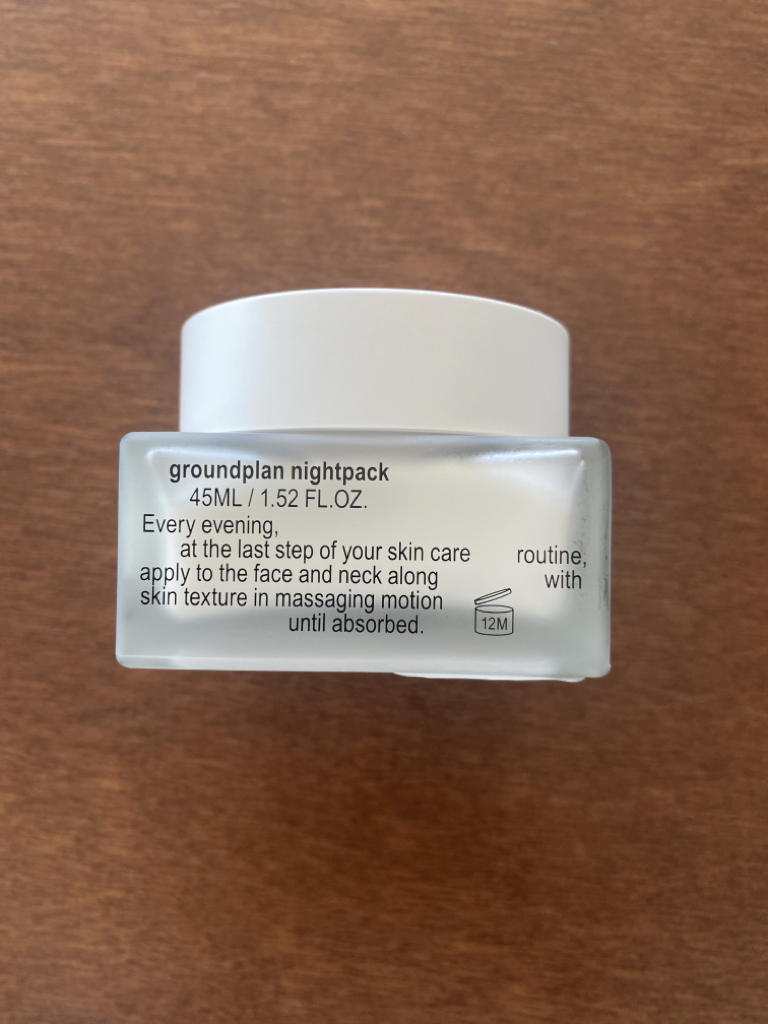 groundplan nightpack
45ML / 1.52 FL.OZ.
Every evening,
at the last step of your skin care routine,
apply to the face and neck along with
skin texture in massaging motion
until absorbed.
12M